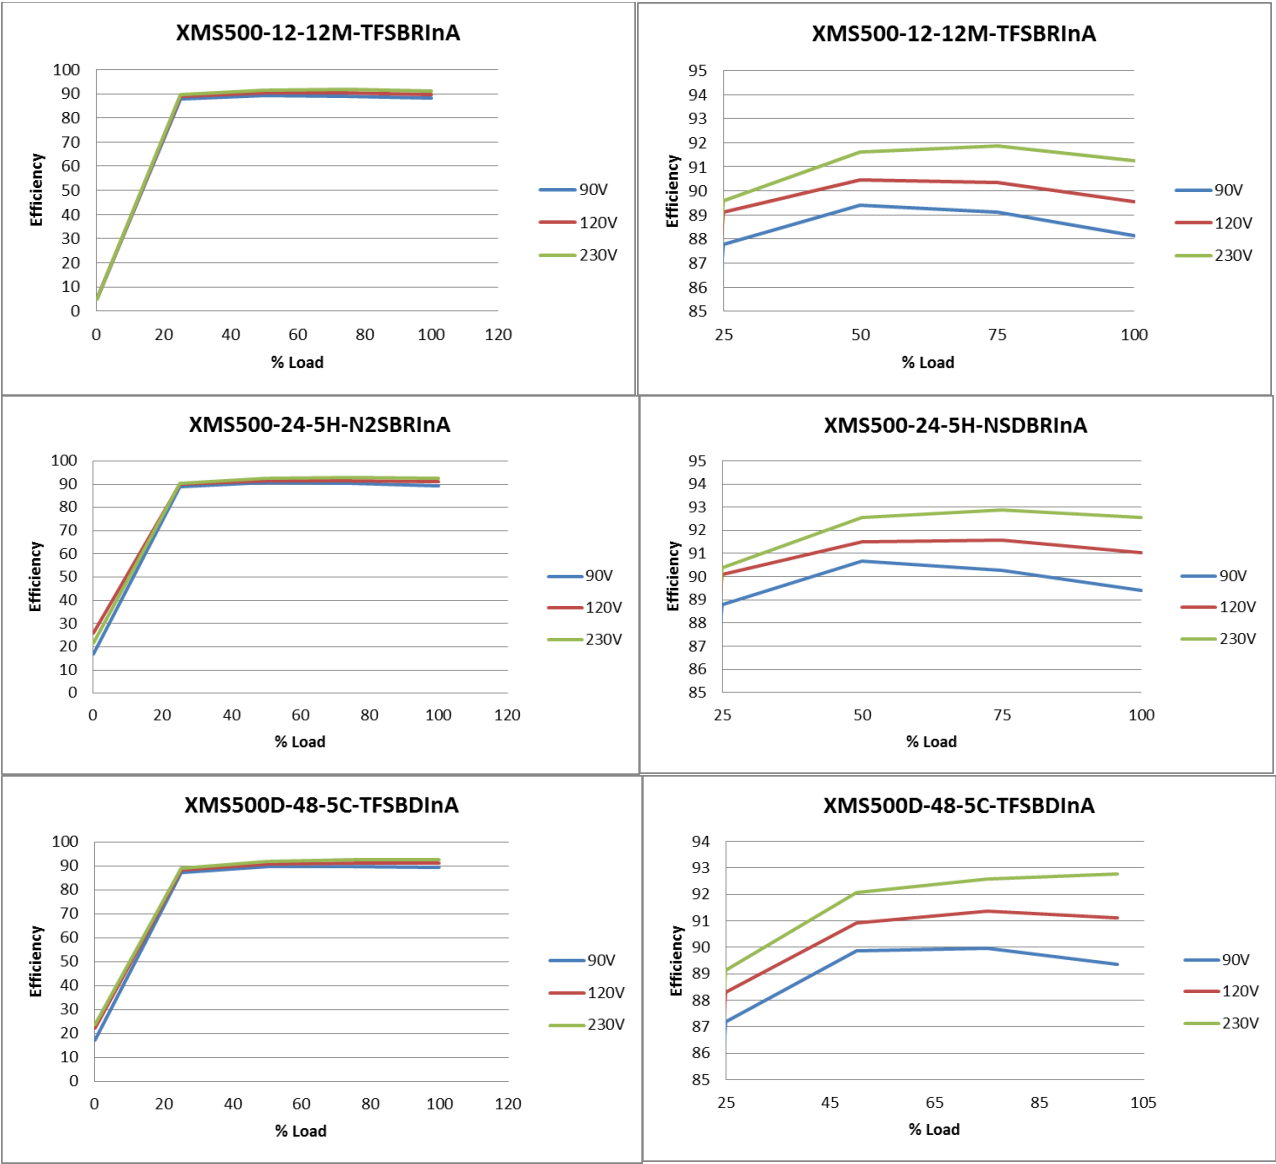 XMS500-12-12M-TFSBRInA
Efficiency
100
90
80
70
60
50
40
30
20
10
0
0 20 40 60 80 100 120
% Load
90V
120V
230V
XMS500-12-12M-TFSBRInA
Efficiency
95
94
93
92
91
90
89
88
87
86
85
25 50 75 100
% Load
90V
120V
230V
XMS500-24-5H-N2SBRInA
Efficiency
100
90
80
70
60
50
40
30
20
10
0
0 20 40 60 80 100 120
% Load
90V
120V
230V
XMS500-24-5H-NSDBRInA
Efficiency
95
94
93
92
91
90
89
88
87
86
85
25 50 75 100
% Load
90V
120V
230V
XMS500D-48-5C-TFSBDInA
Efficiency
100
90
80
70
60
50
40
30
20
10
0
0 20 40 60 80 100 120
% Load
90V
120V
230V
XMS500D-48-5C-TFSBDInA
Efficiency
94
93
92
91
90
89
88
87
86
85
25 45 65 85 105
% Load
90V
120V
230V